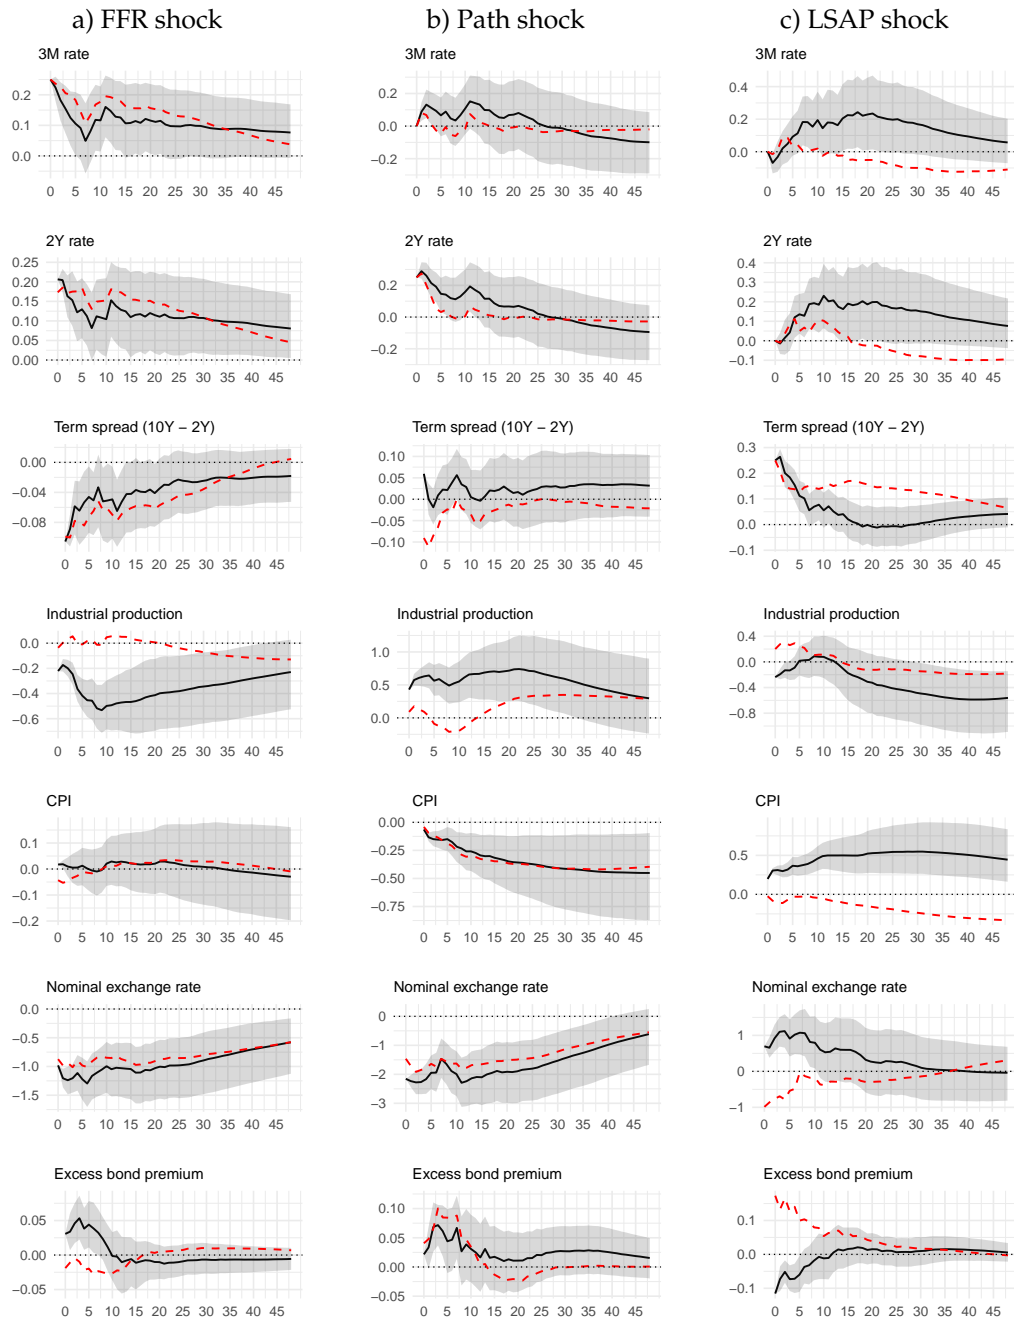 a) FFR shock b) Path shock c) LSAP shock
3M rate 3M rate 3M rate
0.2
0.1
0.0
0 5 10 15 20 25 30 35 40 45
0.2
0.0
−0.2
0 5 10 15 20 25 30 35 40 45
0.4
0.2
0.0
0 5 10 15 20 25 30 35 40 45
2Y rate 2Y rate 2Y rate
0.25
0.20
0.15
0.10
0.05
0.00
0 5 10 15 20 25 30 35 40 45
0.2
0.0
−0.2
0 5 10 15 20 25 30 35 40 45
0.4
0.3
0.2
0.1
0.0
−0.1
0 5 10 15 20 25 30 35 40 45
Term spread (10Y − 2Y) Term spread (10Y − 2Y) Term spread (10Y − 2Y)
0.00
−0.04
−0.08
0 5 10 15 20 25 30 35 40 45
0.10
0.05
0.00
−0.05
−0.10
0 5 10 15 20 25 30 35 40 45
0.3
0.2
0.1
0.0
−0.1
0 5 10 15 20 25 30 35 40 45
Industrial production Industrial production Industrial production
0.0
−0.2
−0.4
−0.6
0 5 10 15 20 25 30 35 40 45
1.0
0.5
0.0
0 5 10 15 20 25 30 35 40 45
0.4
0.0
−0.4
−0.8
0 5 10 15 20 25 30 35 40 45
CPI CPI CPI
0.1
0.0
−0.1
−0.2
0 5 10 15 20 25 30 35 40 45
0.00
−0.25
−0.50
−0.75
0 5 10 15 20 25 30 35 40 45
0.5
0.0
0 5 10 15 20 25 30 35 40 45
Nominal exchange rate Nominal exchange rate Nominal exchange rate
0.0
−0.5
−1.0
−1.5
0 5 10 15 20 25 30 35 40 45
0
−1
−2
−3
0 5 10 15 20 25 30 35 40 45
1
0
−1
0 5 10 15 20 25 30 35 40 45
Excess bond premium Excess bond premium Excess bond premium
0.05
0.00
−0.05
0 5 10 15 20 25 30 35 40 45
0.10
0.05
0.00
−0.05
0 5 10 15 20 25 30 35 40 45
0.1
0.0
−0.1
0 5 10 15 20 25 30 35 40 45